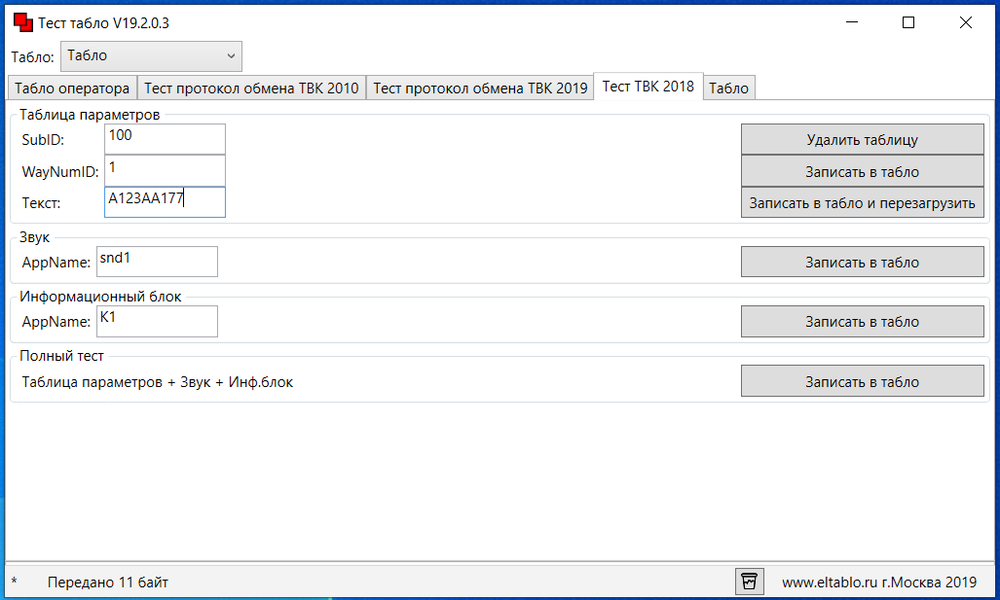 Тест табло V19.2.0.3
Табло: Табло
Табло оператора Тест протокол обмена ТВК 2010 Тест протокол обмена ТВК 2019 Тест ТВК 2018 Табло
Таблица параметров
SubID: 100 Удалить таблицу
WayNumID: 1 Записать в табло
Текст: A123AA177 Записать в табло и перезагрузить
Звук
AppName: snd1 Записать в табло
Информационный блок
AppName: K1 Записать в табло
Полный тест
Таблица параметров + Звук + Инф.блок Записать в табло
* Передано 11 байт www.eltablo.ru г.Москва 2019